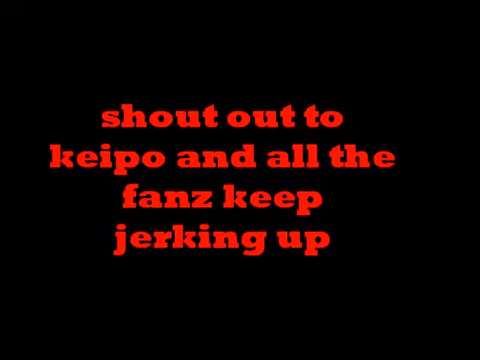 shout out to
keipo and all the
fanz keep
jerking up